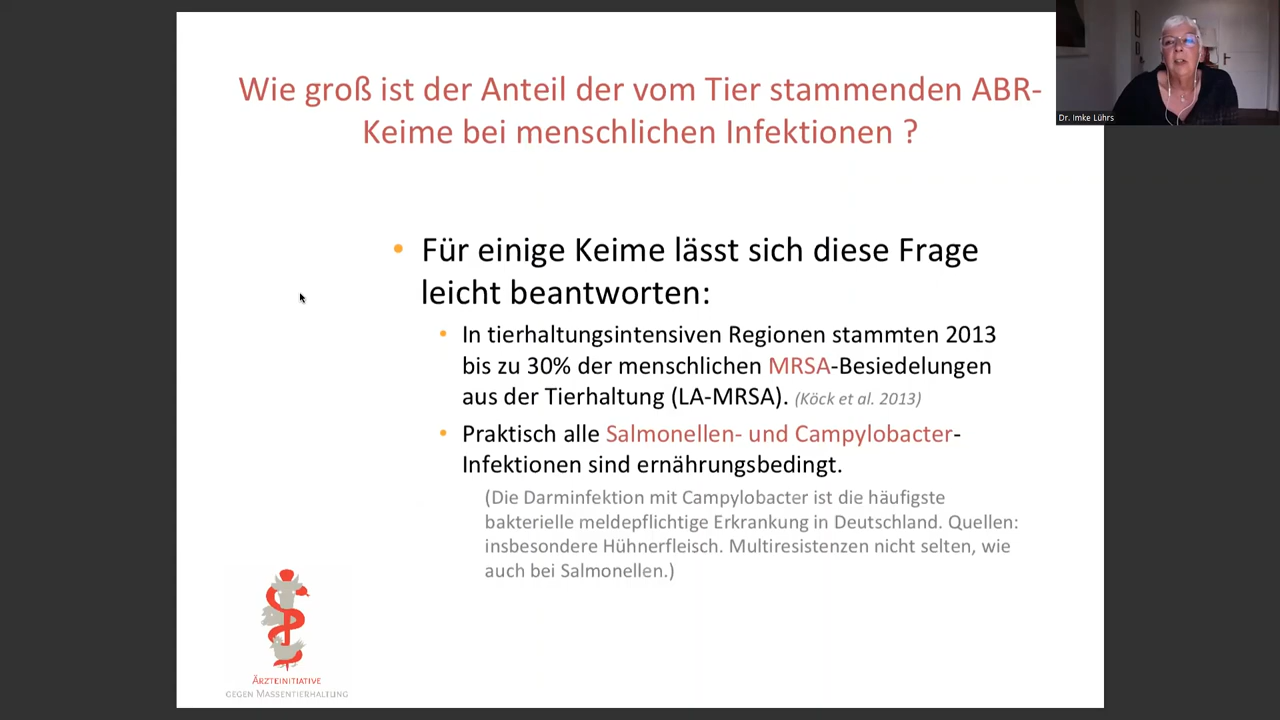 Wie groß ist der Anteil der vom Tier stammenden ABR-
Keime bei menschlichen Infektionen ?
Dr. Imke Lührs
• Für einige Keime lässt sich diese Frage
leicht beantworten:
• In tierhaltungsintensiven Regionen stammten 2013
bis zu 30% der menschlichen MRSA-Besiedelungen
aus der Tierhaltung (LA-MRSA). (Köck et al. 2013)
• Praktisch alle Salmonellen- und Campylobacter-
Infektionen sind ernährungsbedingt.
(Die Darminfektion mit Campylobacter ist die häufigste
bakterielle meldepflichtige Erkrankung in Deutschland. Quellen:
insbesondere Hühnerfleisch. Multiresistenzen nicht selten, wie
auch bei Salmonellen.)
ÄRZTEINITIATIVE
GEGEN MASSENTIERHALTUNG